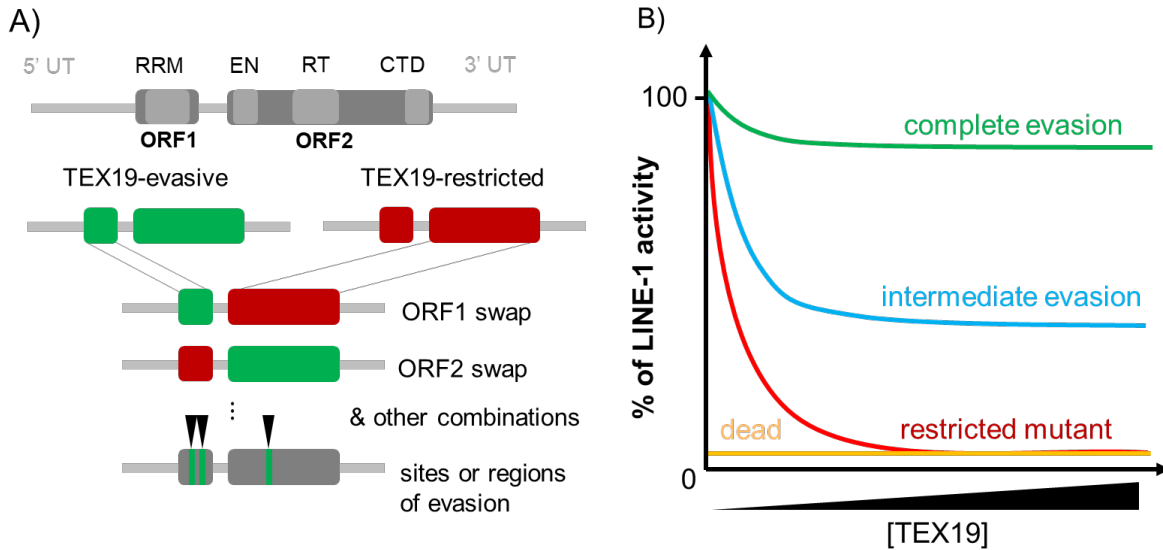 A)
5' UT RRM EN RT CTD 3' UT
ORF1 ORF2
TEX19-evasive TEX19-restricted
ORF1 swap
ORF2 swap
⋮ & other combinations
sites or regions
of evasion
B)
% of LINE-1 activity
100
complete evasion
intermediate evasion
dead restricted mutant
0
[TEX19]